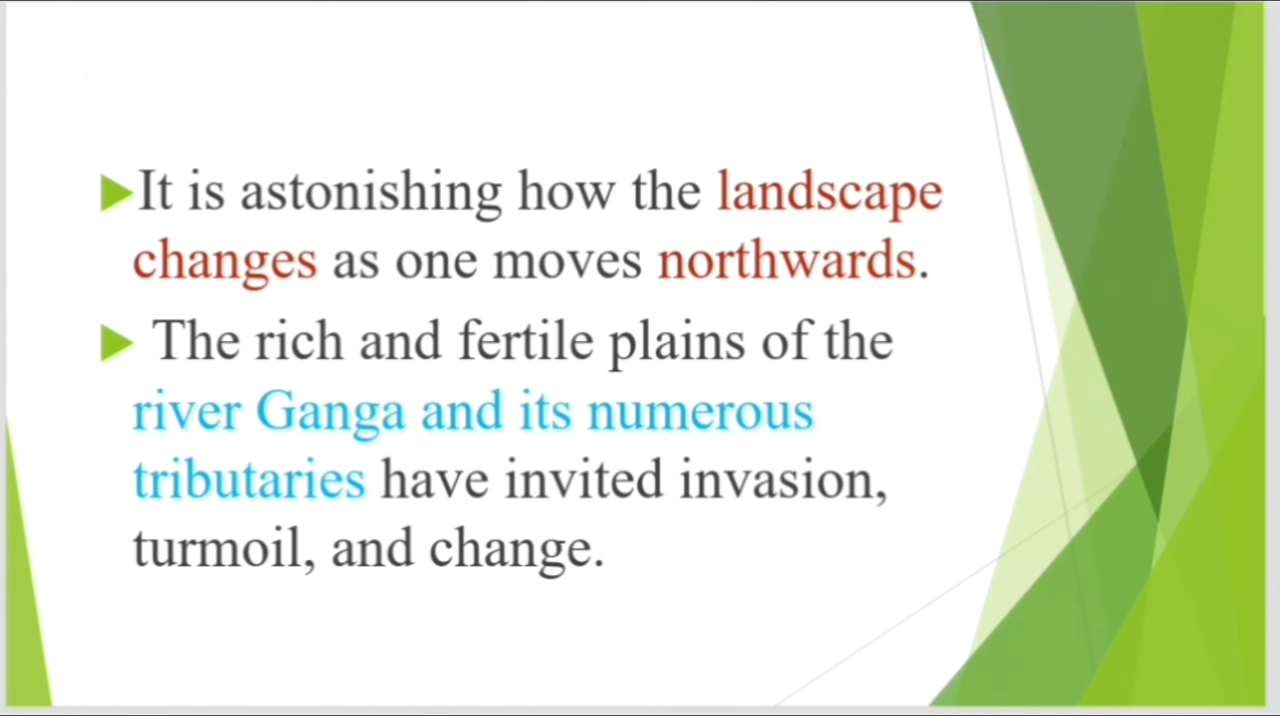 It is astonishing how the landscape
changes as one moves northwards.
The rich and fertile plains of the
river Ganga and its numerous
tributaries have invited invasion,
turmoil, and change.